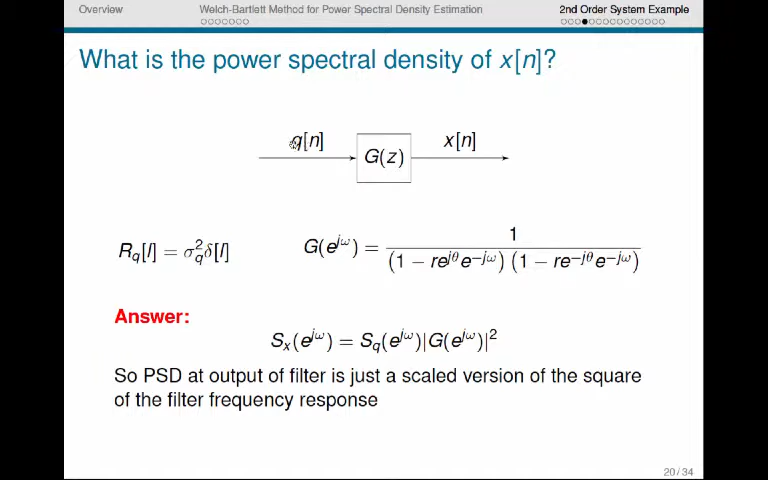 Overview Welch-Bartlett Method for Power Spectral Density Estimation 2nd Order System Example
What is the power spectral density of x[n]?
q[n] G(z) x[n]
R_q[l] = σ_q^2 δ[l] G(e^{jω}) = 1 / ((1 − re^{jθ}e^{−jω}) (1 − re^{−jθ}e^{−jω}))
Answer:
S_x(e^{jω}) = S_q(e^{jω})|G(e^{jω})|^2
So PSD at output of filter is just a scaled version of the square
of the filter frequency response
20 / 34